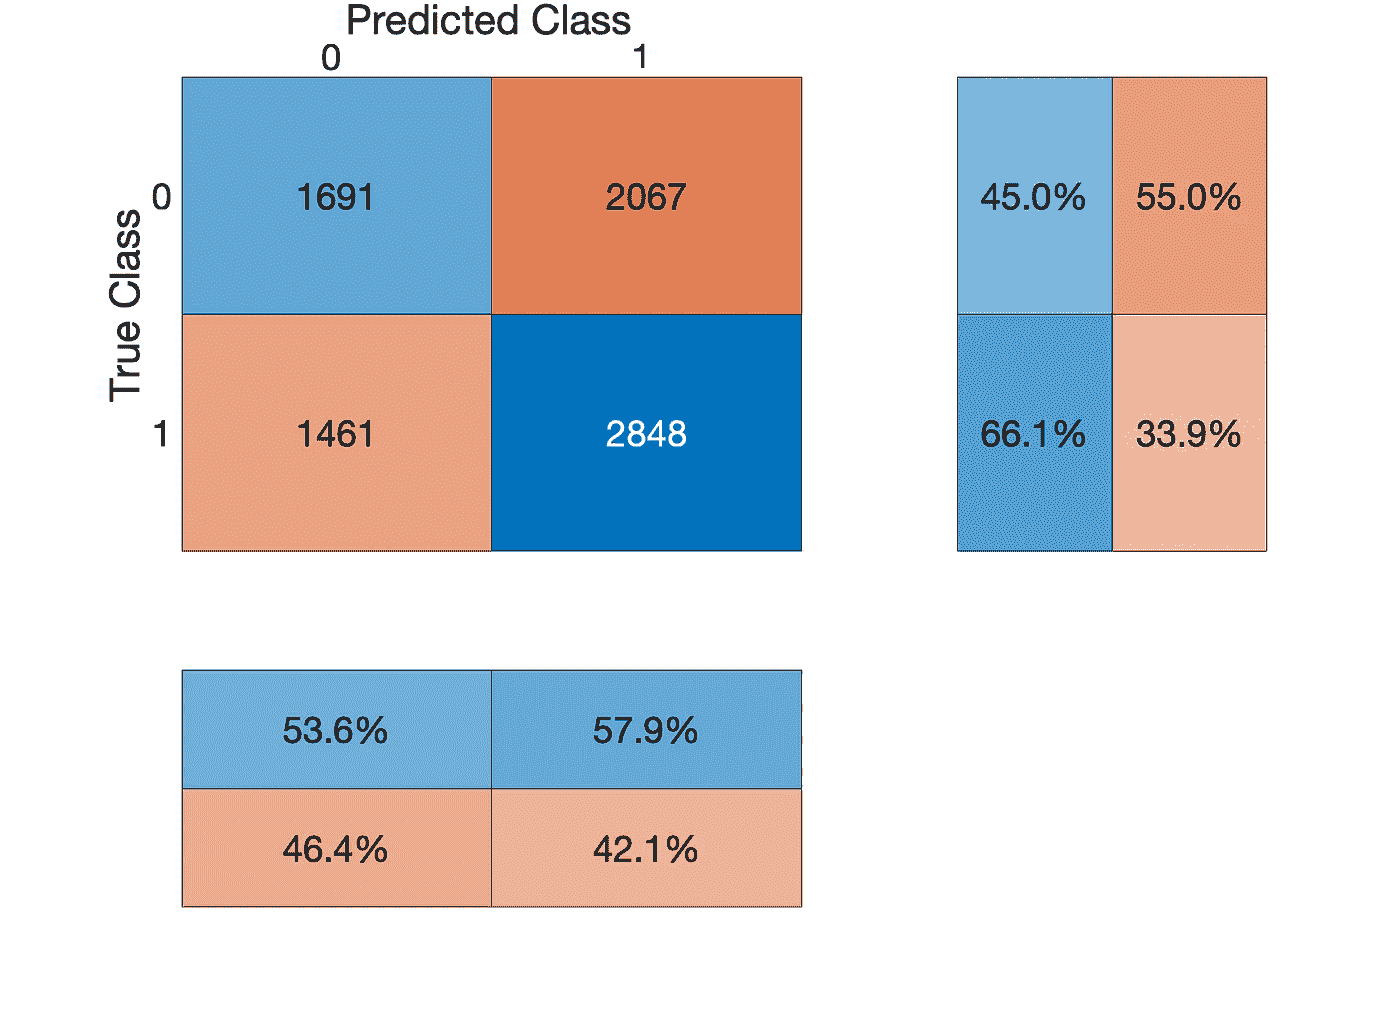 Predicted Class
0 1
0 1691 2067 45.0% 55.0%
True Class
1 1461 2848 66.1% 33.9%
53.6% 57.9%
46.4% 42.1%